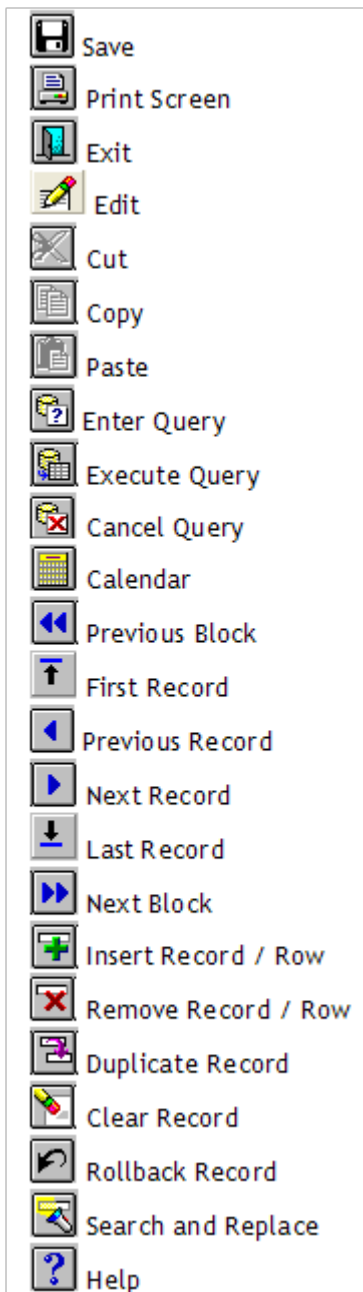 Save
Print Screen
Exit
Edit
Cut
Copy
Paste
Enter Query
Execute Query
Cancel Query
Calendar
Previous Block
First Record
Previous Record
Next Record
Last Record
Next Block
Insert Record / Row
Remove Record / Row
Duplicate Record
Clear Record
Rollback Record
Search and Replace
Help